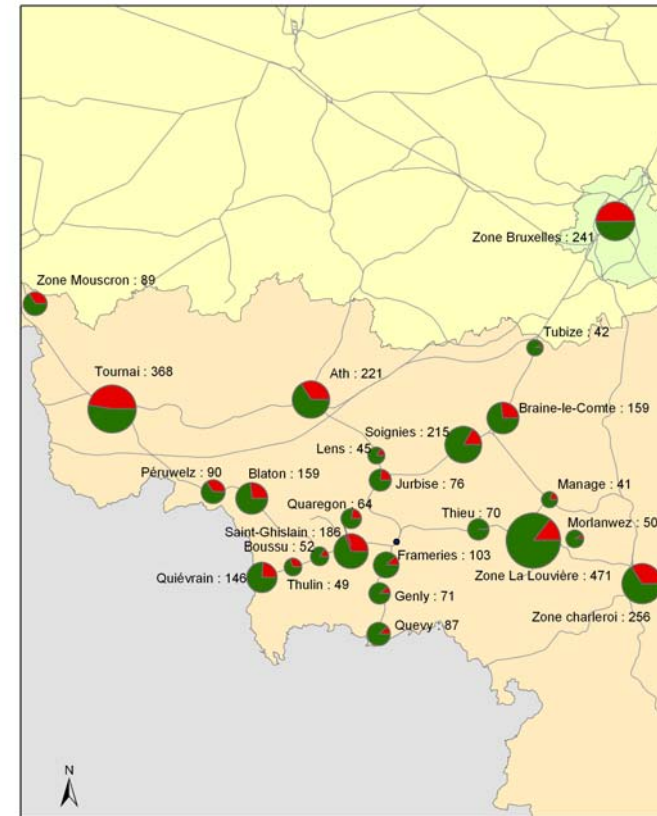 Zone Bruxelles : 241
Zone Mouscron : 89
Tubize : 42
Tournai : 368
Ath : 221
Braine-le-Comte : 159
Soignies : 215
Lens : 45
Péruwelz : 90
Blaton : 159
Jurbise : 76
Manage : 41
Quaregon : 64
Thieu : 70
Morlanwez : 50
Saint-Ghislain : 186
Boussu : 52
Frameries : 103
Zone La Louvière : 471
Quiévrain : 146
Thulin : 49
Genly : 71
Zone charleroi : 256
Quevy : 87
N